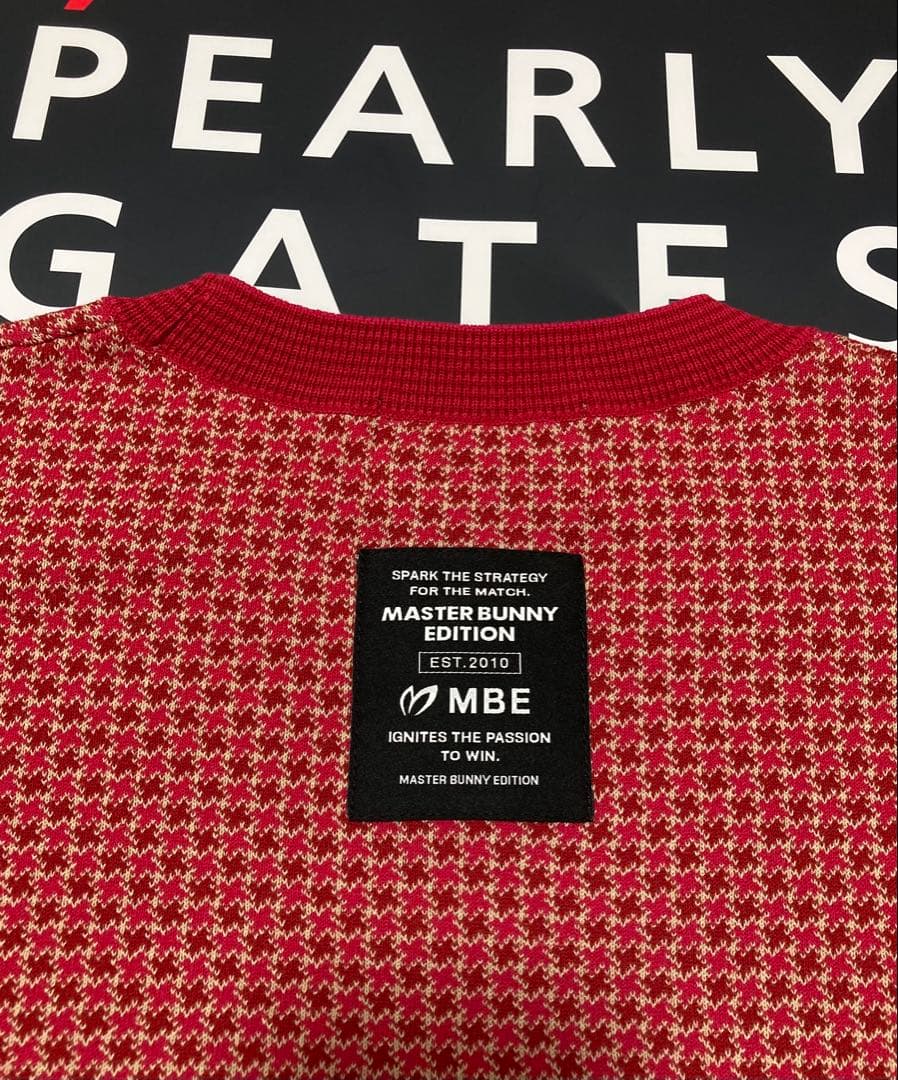 PEARLY
GATES
SPARK THE STRATEGY
FOR THE MATCH.
MASTER BUNNY
EDITION
EST.2010
MBE
IGNITES THE PASSION
TO WIN.
MASTER BUNNY EDITION